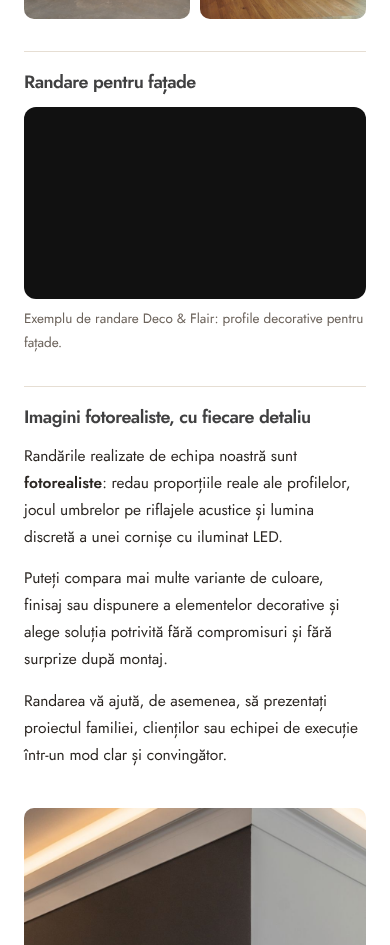 Randare pentru fațade
Exemplu de randare Deco & Flair: profile decorative pentru
fațade.
Imagini fotorealiste, cu fiecare detaliu
Randările realizate de echipa noastră sunt
fotorealiste: redau proporțiile reale ale profilelor,
jocul umbrelor pe riflajele acustice și lumina
discretă a unei cornișe cu iluminat LED.
Puteți compara mai multe variante de culoare,
finisaj sau dispunere a elementelor decorative și
alege soluția potrivită fără compromisuri și fără
surprize după montaj.
Randarea vă ajută, de asemenea, să prezentați
proiectul familiei, clienților sau echipei de execuție
într-un mod clar și convingător.